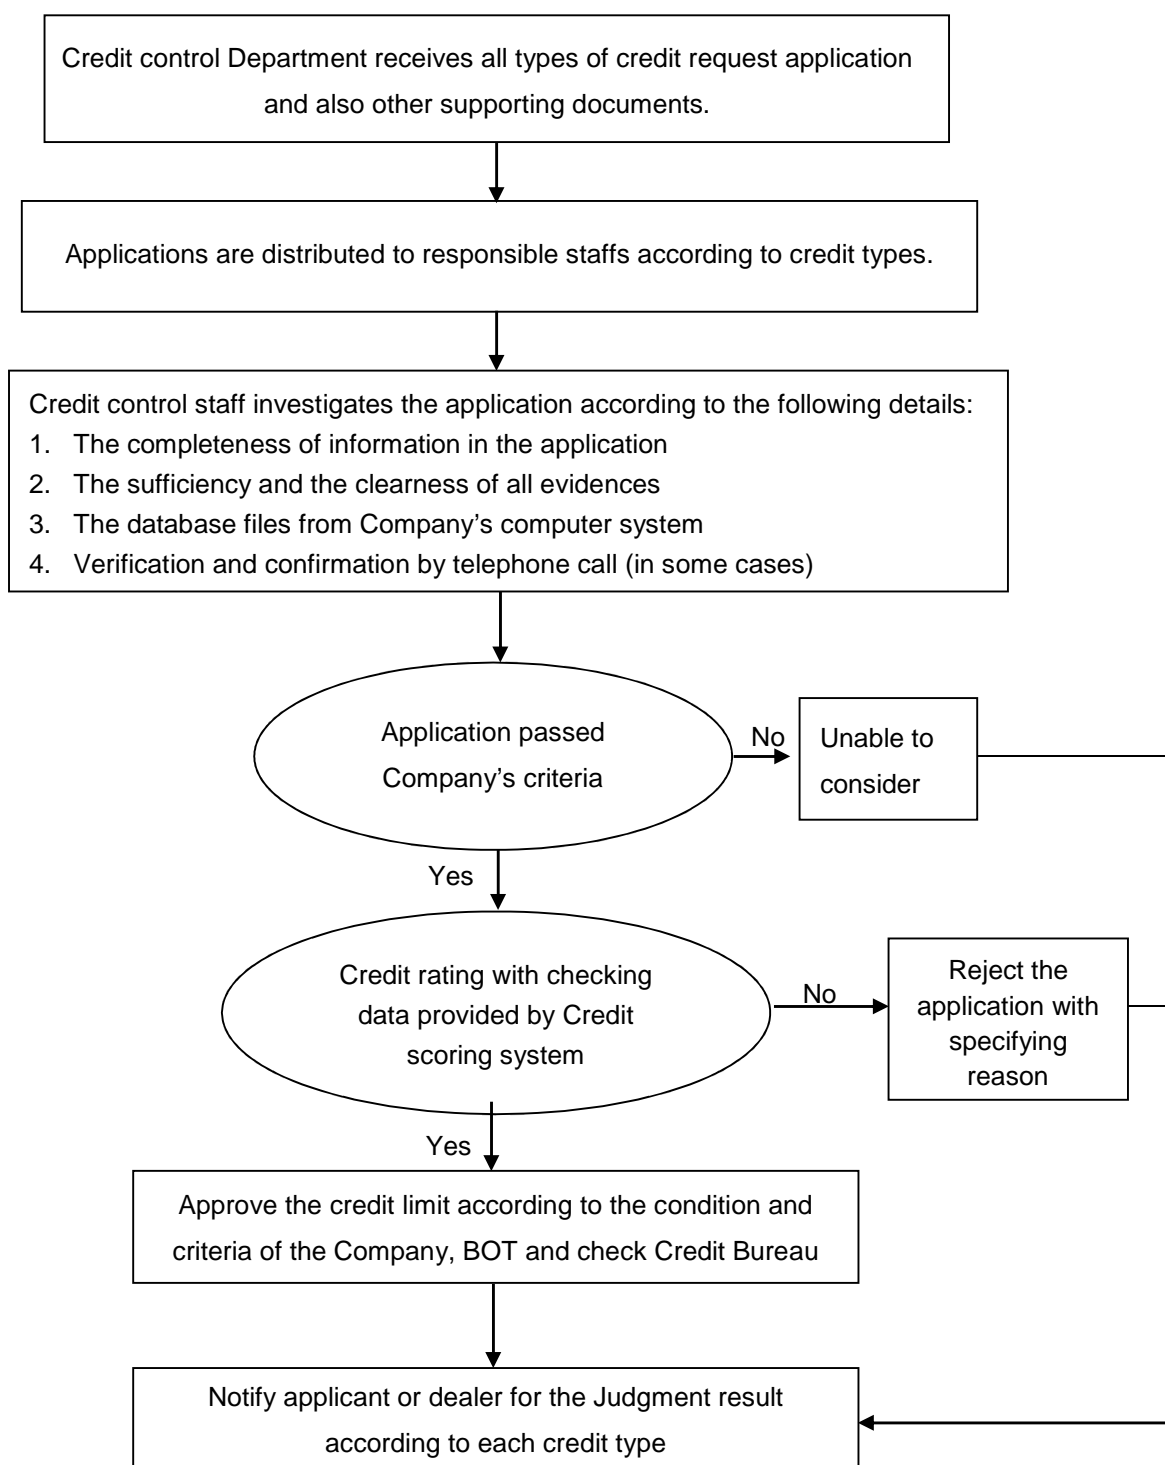 Credit control Department receives all types of credit request application
and also other supporting documents.
Applications are distributed to responsible staffs according to credit types.
Credit control staff investigates the application according to the following details:
1. The completeness of information in the application
2. The sufficiency and the clearness of all evidences
3. The database files from Company’s computer system
4. Verification and confirmation by telephone call (in some cases)
Application passed
Company’s criteria
No
Unable to
consider
Yes
Credit rating with checking
data provided by Credit
scoring system
No
Reject the
application with
specifying
reason
Yes
Approve the credit limit according to the condition and
criteria of the Company, BOT and check Credit Bureau
Notify applicant or dealer for the Judgment result
according to each credit type